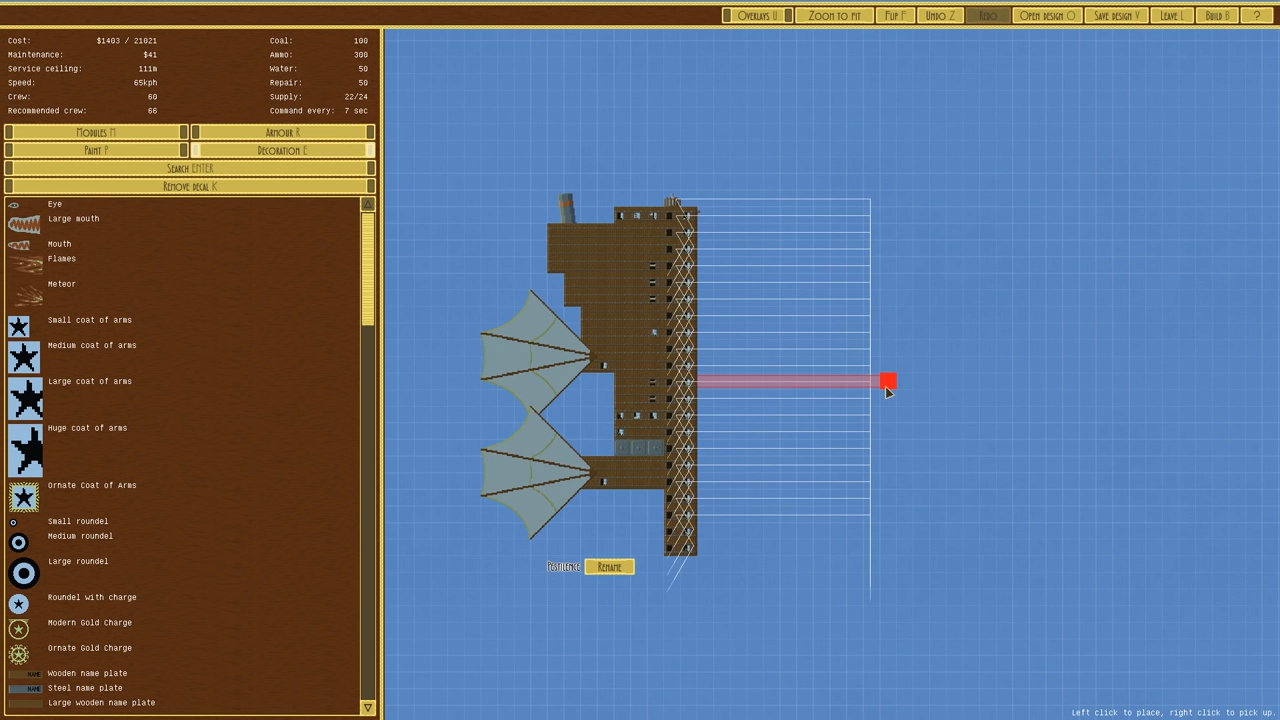 Overlays U
Zoom to fit
Flip F
Undo Z
Redo
Open design O
Save design V
Leave L
Build B
?
Cost: $1403 / 21021
Maintenance: $41
Service ceiling: 111m
Speed: 65kph
Crew: 60
Recommended crew: 66
Coal: 100
Ammo: 300
Water: 50
Repair: 50
Supply: 22/24
Command every: 7 sec
Modules M
Armour R
Paint P
Decoration E
Search ENTER
Remove decal K
Eye
Large mouth
Mouth
Flames
Meteor
Small coat of arms
Medium coat of arms
Large coat of arms
Huge coat of arms
Ornate Coat of Arms
Small roundel
Medium roundel
Large roundel
Roundel with charge
Modern Gold Charge
Ornate Gold Charge
NAME Wooden name plate
NAME Steel name plate
Large wooden name plate
Pestilence Rename
Left click to place, right click to pick up.